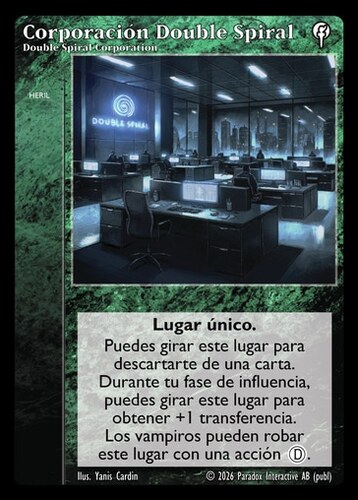 Corporación Double Spiral
Double Spiral Corporation
HERIL
DOUBLE SPIRAL
Lugar único.
Puedes girar este lugar para
descartarte de una carta.
Durante tu fase de influencia,
puedes girar este lugar para
obtener +1 transferencia.
Los vampiros pueden robar
este lugar con una acción Ⓓ.
Ilus. Yanis Cardin
© 2026 Paradox Interactive AB (publ)